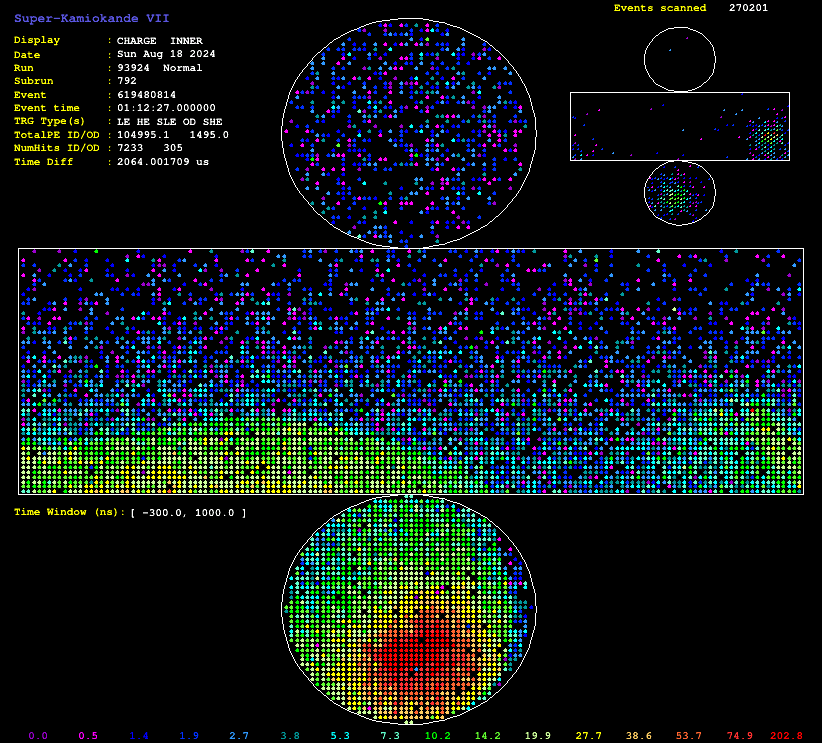 Super-Kamiokande VII
Events scanned 270201
Display : CHARGE INNER
Date : Sun Aug 18 2024
Run : 93924 Normal
Subrun : 792
Event : 619480814
Event time : 01:12:27.000000
TRG Type(s) : LE HE SLE OD SHE
TotalPE ID/OD : 104995.1 1495.0
NumHits ID/OD : 7233 305
Time Diff : 2064.001709 us
Time Window (ns): [ -300.0, 1000.0 ]
0.0 0.5 1.4 1.9 2.7 3.8 5.3 7.3 10.2 14.2 19.9 27.7 38.6 53.7 74.9 202.8